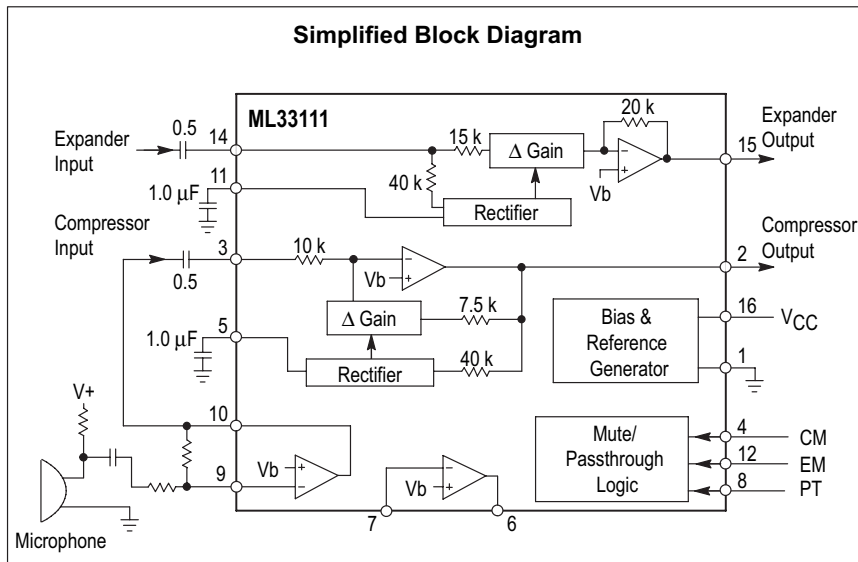 Simplified Block Diagram
ML33111
Expander
Input
0.5
14
15 k
Δ Gain
20 k
Vb
15
Expander
Output
11
1.0 μF
40 k
Rectifier
Compressor
Input
0.5
3
10 k
Vb
2
Compressor
Output
Δ Gain
7.5 k
5
1.0 μF
Rectifier
40 k
Bias &
Reference
Generator
16
VCC
1
V+
10
9
Vb
Microphone
7
Vb
6
Mute/
Passthrough
Logic
4
CM
12
EM
8
PT